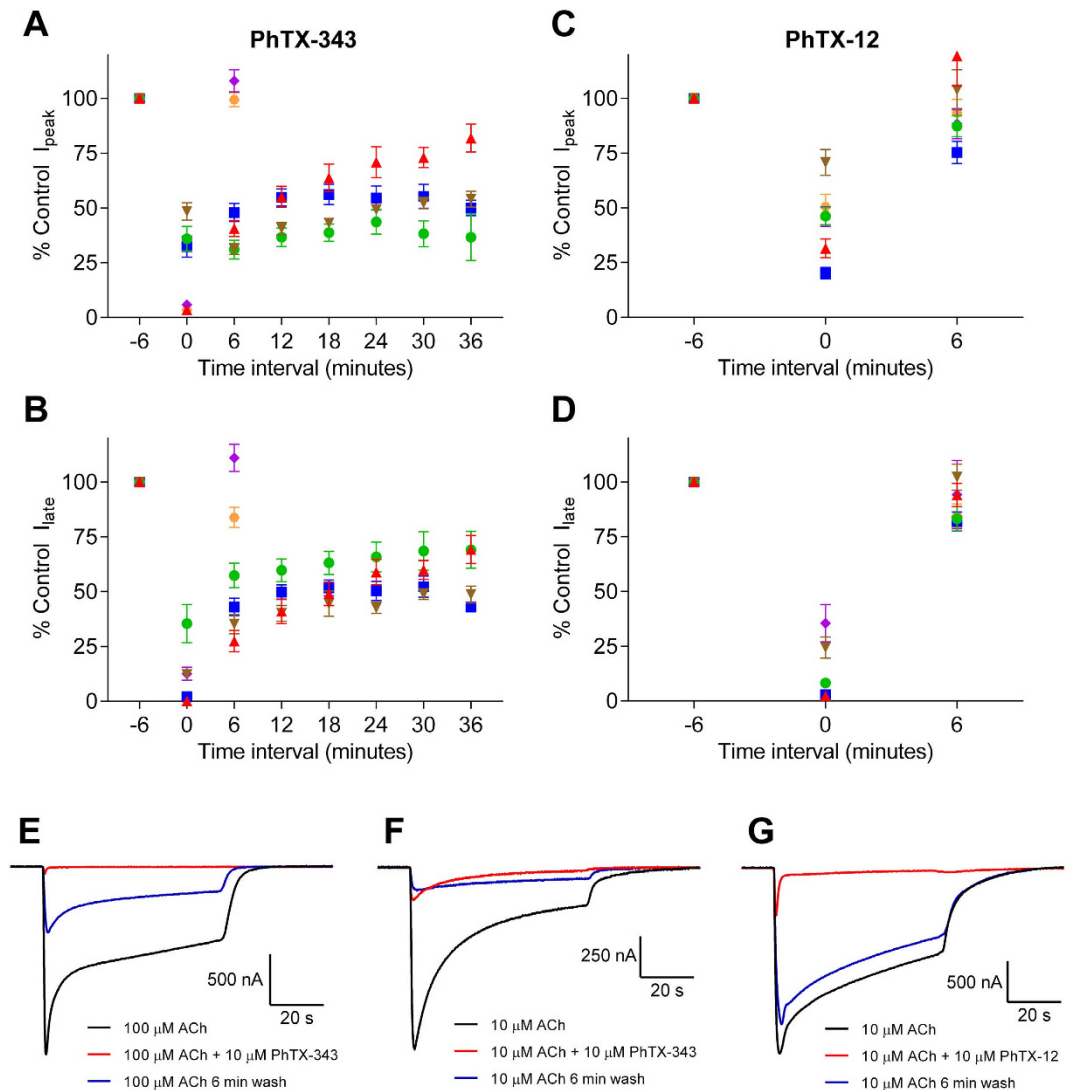 A
PhTX-343
% Control Ipeak
100
75
50
25
0
-6 0 6 12 18 24 30 36
Time interval (minutes)
C
PhTX-12
% Control Ipeak
100
75
50
25
0
-6 0 6
Time interval (minutes)
B
% Control Ilate
100
75
50
25
0
-6 0 6 12 18 24 30 36
Time interval (minutes)
D
% Control Ilate
100
75
50
25
0
-6 0 6
Time interval (minutes)
E
500 nA
20 s
100 μM ACh
100 μM ACh + 10 μM PhTX-343
100 μM ACh 6 min wash
F
250 nA
20 s
10 μM ACh
10 μM ACh + 10 μM PhTX-343
10 μM ACh 6 min wash
G
500 nA
20 s
10 μM ACh
10 μM ACh + 10 μM PhTX-12
10 μM ACh 6 min wash